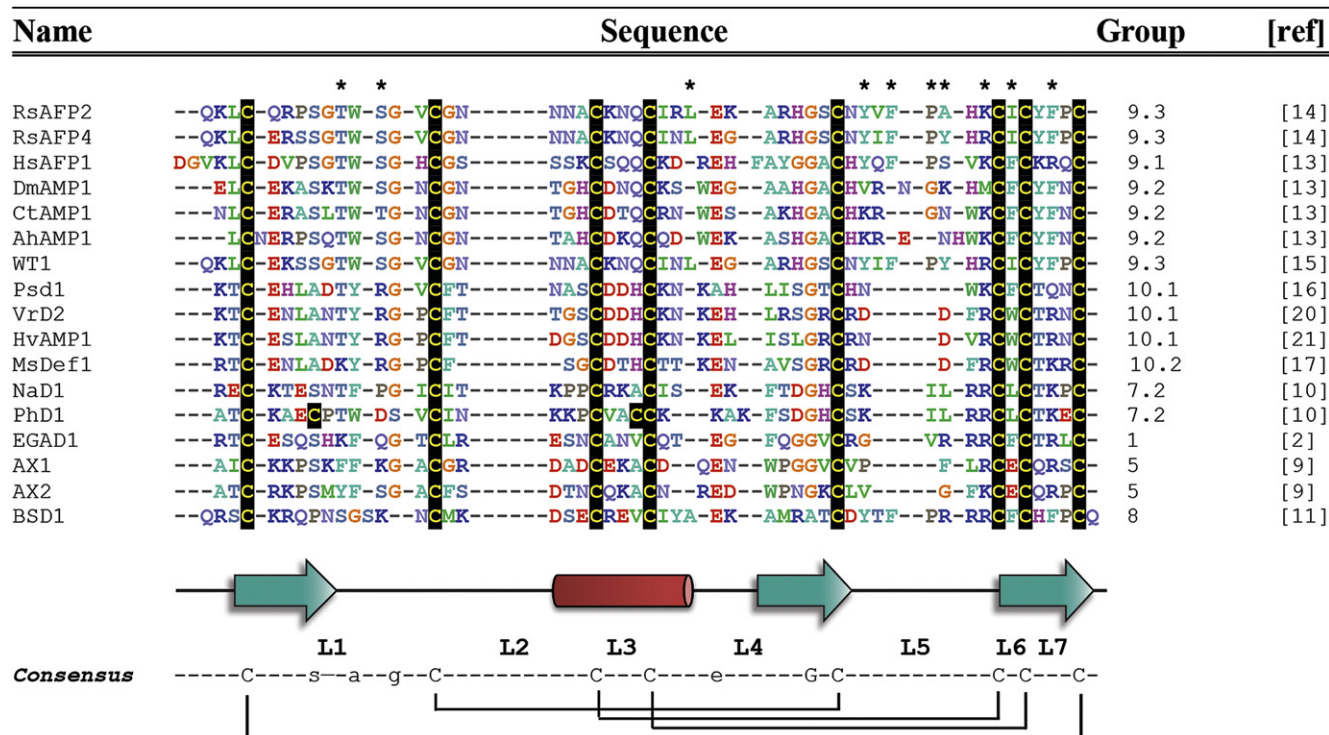 Name Sequence Group [ref]
* * * * * ** * * *
RsAFP2 --QKLC-QRPSGTW-SG-VCGN------NNACKNQCIRL-EK--ARHGSCNYVF--PA-HKCICYFPC- 9.3 [14]
RsAFP4 --QKLC-ERSSGTW-SG-VCGN------NNACKNQCINL-EG--ARHGSCNYIF--PY-HRCICYFPC- 9.3 [14]
HsAFP1 DGVKLC-DVPSGTW-SG-HCGS------SSKCSQQCKD-REH-FAYGGACHYQF--PS-VKCFCKRQC- 9.1 [13]
DmAMP1 ---ELC-EKASKTW-SG-NCGN------TGHCDNQCKS-WEG--AAHGACHVR-N-GK-HMCFCYFNC- 9.2 [13]
CtAMP1 ---NLC-ERASLTW-TG-NCGN------TGHCDTQCRN-WES--AKHGACHKR---GN-WKCFCYFNC- 9.2 [13]
AhAMP1 ----LCNERPSQTW-SG-NCGN------TAHCDKQCQD-WEK--ASHGACHKR-E--NHWKCFCYFNC- 9.2 [13]
WT1 --QKLC-EKSSGTW-SG-VCGN------NNACKNQCINL-EG--ARHGSCNYIF--PY-HRCICYFPC- 9.3 [15]
Psd1 ---KTC-EHLADTY-RG-VCFT------NASCDDHCKN-KAH--LISGTCHN-------WKCFCTQNC- 10.1 [16]
VrD2 ---KTC-ENLANTY-RG-PCFT------TGSCDDHCKN-KEH--LRSGRCRD-----D-FRCWCTRNC- 10.1 [20]
HvAMP1 ---KTC-ESLANTY-RG-PCFT------DGSCDDHCKN-KEL--ISLGRCRN-----D-VRCWCTRNC- 10.1 [21]
MsDef1 ---RTC-ENLADKY-RG-PCF--------SGCDTHCTT-KEN--AVSGRCRD-----D-FRCWCTKRC- 10.2 [17]
NaD1 ---REC-KTESNTF-PG-ICIT------KPPCRKACIS--EK--FTDGHCSK----IL-RRCLCTKPC- 7.2 [10]
PhD1 ---ATC-KAECPTW-DS-VCIN------KKPCVACCK---KAK-FSDGHCSK----IL-RRCLCTKEC- 7.2 [10]
EGAD1 ---RTC-ESQSHKF-QG-TCLR------ESNCANVCQT--EG--FQGGVCRG----VR-RRCFCTRLC- 1 [2]
AX1 ---AIC-KKPSKFF-KG-ACGR------DADCEKACD--QEN--WPGGVCVP-----F-LRCECQRSC- 5 [9]
AX2 ---ATC-RKPSMYF-SG-ACFS------DTNCQKACN--RED--WPNGKCLV-----G-FKCECQRPC- 5 [9]
BSD1 --QRSC-KRQPNSGSK--NCMK------DSECREVCIYA-EK--AMRATCDYTF--PR-RRCFCHFPCQ 8 [11]
L1 L2 L3 L4 L5 L6 L7
Consensus -----C----s--a--g--C-----------C---C----e------G-C-----------C-C---C-